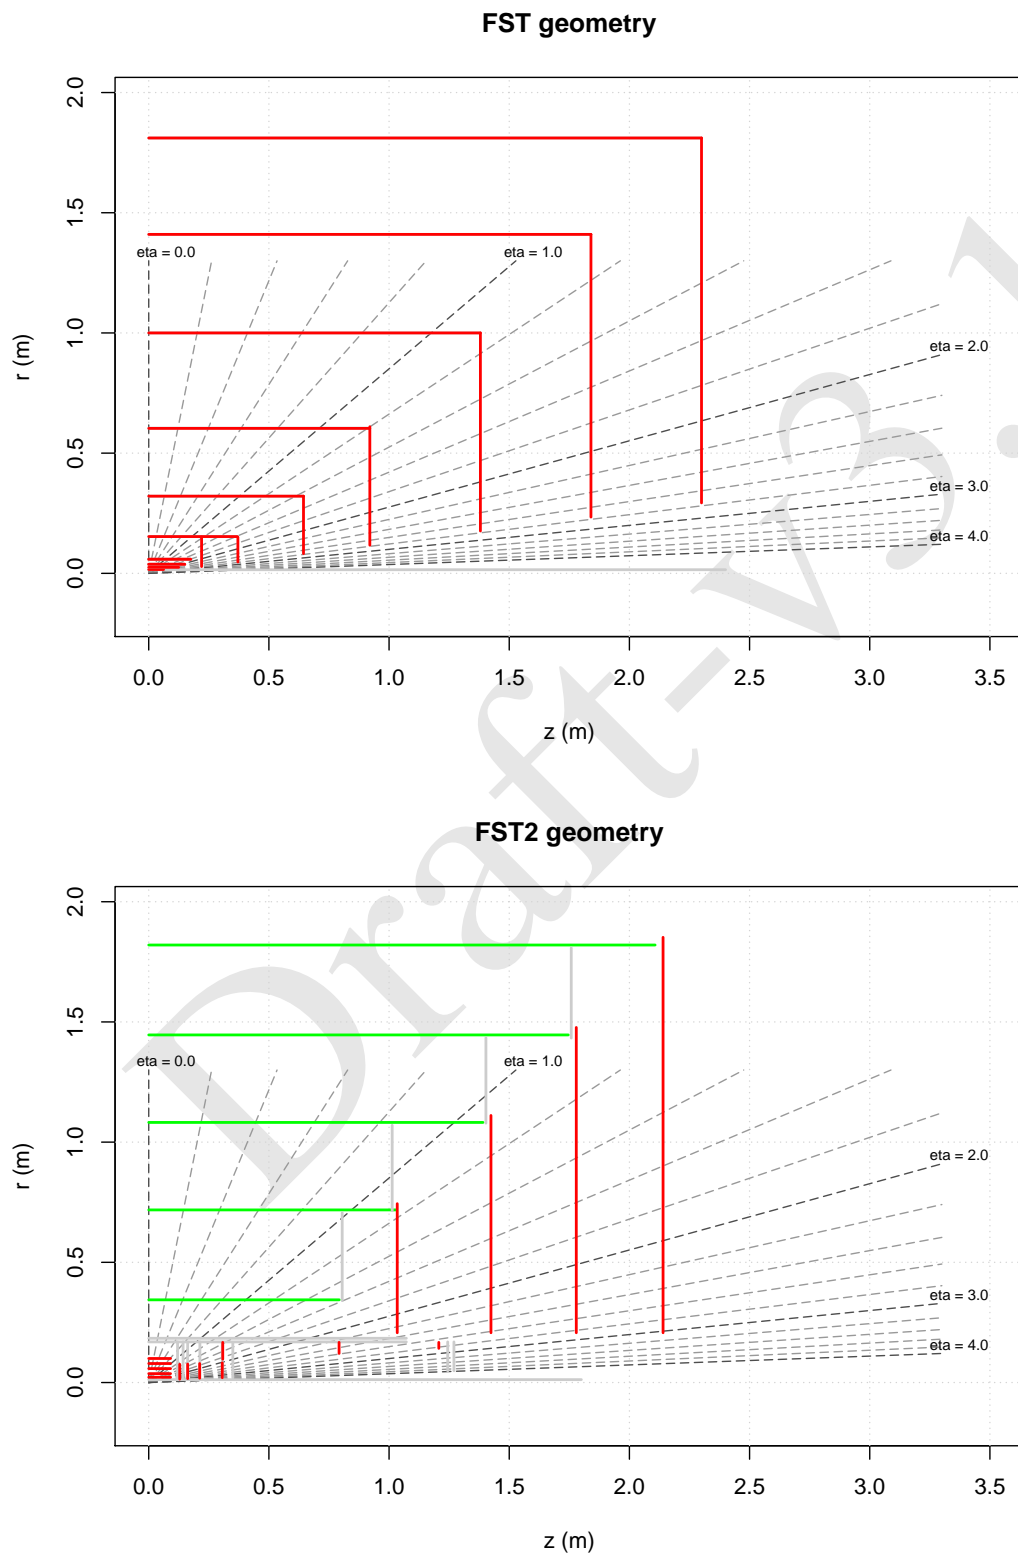 FST geometry
2.0
1.5
eta = 0.0
eta = 1.0
1.0
eta = 2.0
r (m)
0.5
eta = 3.0
eta = 4.0
0.0
0.0 0.5 1.0 1.5 2.0 2.5 3.0 3.5
z (m)
FST2 geometry
2.0
1.5
eta = 0.0
eta = 1.0
1.0
eta = 2.0
r (m)
0.5
eta = 3.0
eta = 4.0
0.0
0.0 0.5 1.0 1.5 2.0 2.5 3.0 3.5
z (m)
Draft-v3.1